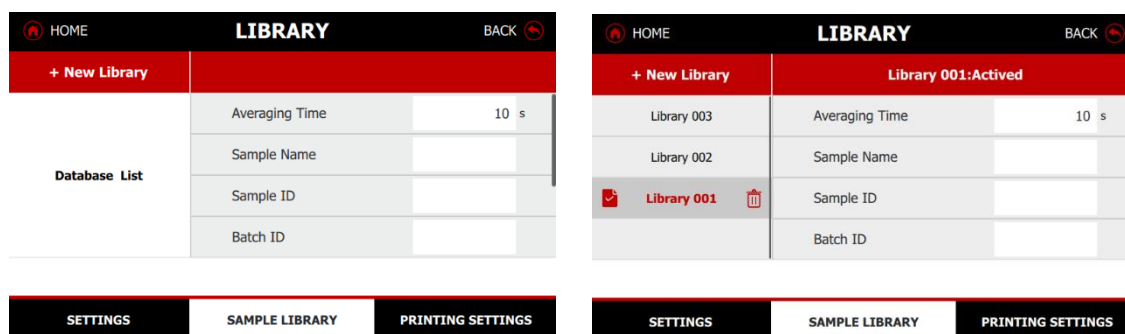 HOME LIBRARY BACK
+ New Library
Averaging Time 10 s
Sample Name
Database List
Sample ID
Batch ID
SETTINGS SAMPLE LIBRARY PRINTING SETTINGS
HOME LIBRARY BACK
+ New Library Library 001:Actived
Library 003 Averaging Time 10 s
Library 002 Sample Name
Library 001 Sample ID
Batch ID
SETTINGS SAMPLE LIBRARY PRINTING SETTINGS